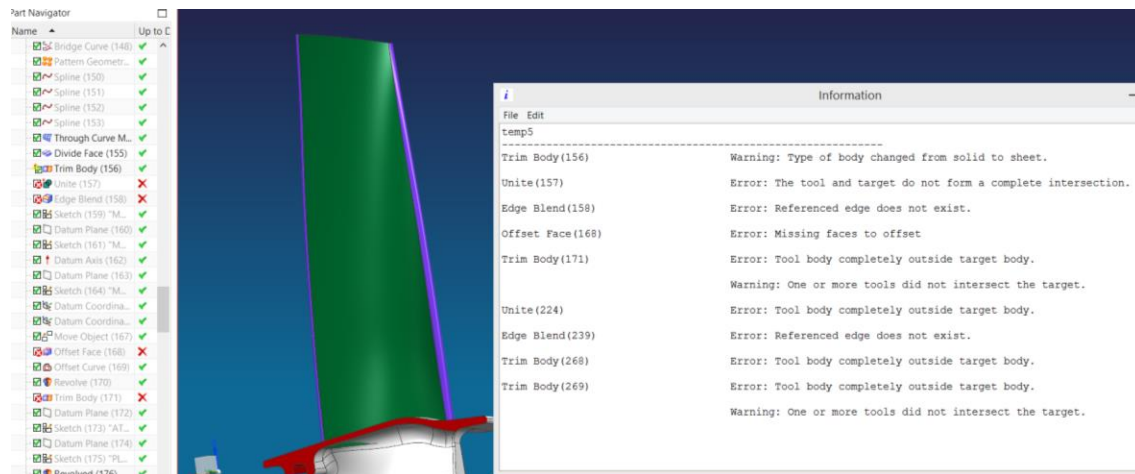 Part Navigator
Name
Up to D
Bridge Curve (148)
Pattern Geometr...
Spline (150)
Spline (151)
Spline (152)
Spline (153)
Through Curve M...
Divide Face (155)
Trim Body (156)
Unite (157)
Edge Blend (158)
Sketch (159) "M...
Datum Plane (160)
Sketch (161) "M...
Datum Axis (162)
Datum Plane (163)
Sketch (164) "M...
Datum Coordina...
Datum Coordina...
Move Object (167)
Offset Face (168)
Offset Curve (169)
Revolve (170)
Trim Body (171)
Datum Plane (172)
Sketch (173) "AT...
Datum Plane (174)
Sketch (175) "PL...
Revolved (176)
i Information
File Edit
temp5
Trim Body(156) Warning: Type of body changed from solid to sheet.
Unite(157) Error: The tool and target do not form a complete intersection.
Edge Blend(158) Error: Referenced edge does not exist.
Offset Face(168) Error: Missing faces to offset
Trim Body(171) Error: Tool body completely outside target body.
Warning: One or more tools did not intersect the target.
Unite(224) Error: Tool body completely outside target body.
Edge Blend(239) Error: Referenced edge does not exist.
Trim Body(268) Error: Tool body completely outside target body.
Trim Body(269) Error: Tool body completely outside target body.
Warning: One or more tools did not intersect the target.